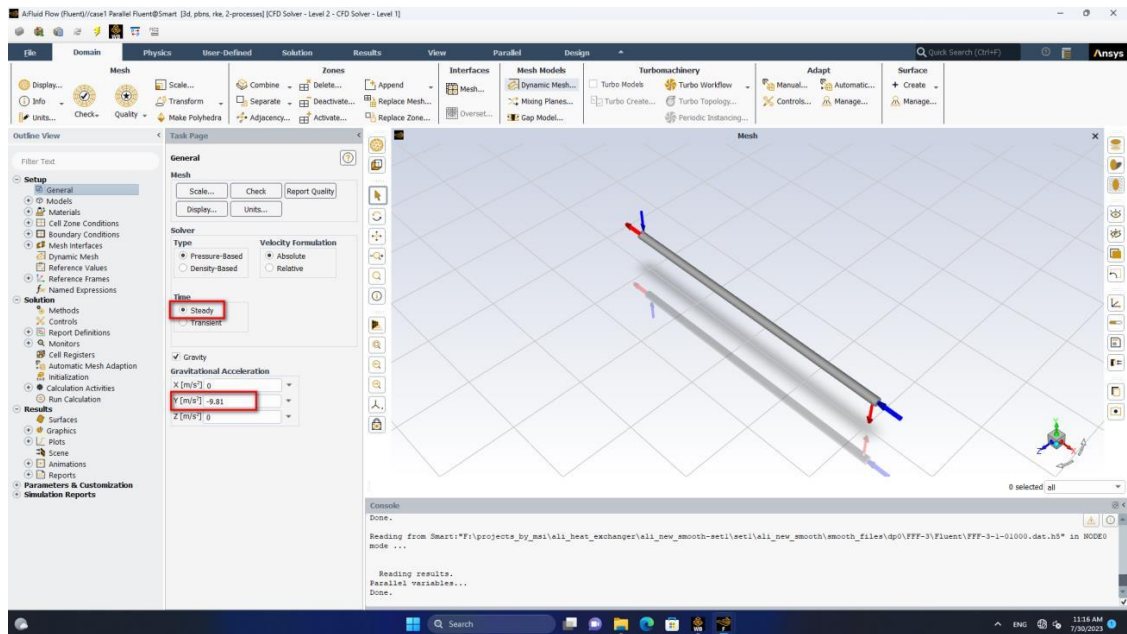 A:Fluid Flow (Fluent)//case1 Parallel Fluent@Smart [3d, pbns, rke, 2-processes] [CFD Solver - Level 2 - CFD Solver - Level 1]
File Domain Physics User-Defined Solution Results View Parallel Design
Quick Search (Ctrl+F)
Ansys
Mesh Zones Interfaces Mesh Models Turbomachinery Adapt Surface
Display... Scale... Combine Delete... Append Mesh... Dynamic Mesh... Turbo Models Turbo Workflow Manual... Automatic... Create
Info Transform Separate Deactivate... Replace Mesh... Mixing Planes... Turbo Create... Turbo Topology... Controls... Manage... Manage...
Units... Check Quality Make Polyhedra Adjacency... Activate... Replace Zone... Overset... Gap Model... Periodic Instancing...
Outline View
Filter Text
Setup
General
Models
Materials
Cell Zone Conditions
Boundary Conditions
Mesh Interfaces
Dynamic Mesh
Reference Values
Reference Frames
Named Expressions
Solution
Methods
Controls
Report Definitions
Monitors
Cell Registers
Automatic Mesh Adaption
Initialization
Calculation Activities
Run Calculation
Results
Surfaces
Graphics
Plots
Scene
Animations
Reports
Parameters & Customization
Simulation Reports
Task Page
General
Mesh
Scale... Check Report Quality
Display... Units...
Solver
Type Velocity Formulation
Pressure-Based Absolute
Density-Based Relative
Time
Steady
Transient
Gravity
Gravitational Acceleration
X [m/s²] 0
Y [m/s²] -9.81
Z [m/s²] 0
Mesh
0 selected all
Console
Done.
Reading from Smart:"F:\projects_by_msi\ali_heat_exchanger\ali_new_smooth-set1\set1\ali_new_smooth\smooth_files\dp0\FFF-3\Fluent\FFF-3-1-01000.dat.h5" in NODE0
mode ...
Reading results.
Parallel variables...
Done.
Search
ENG
11:16 AM
7/30/2023